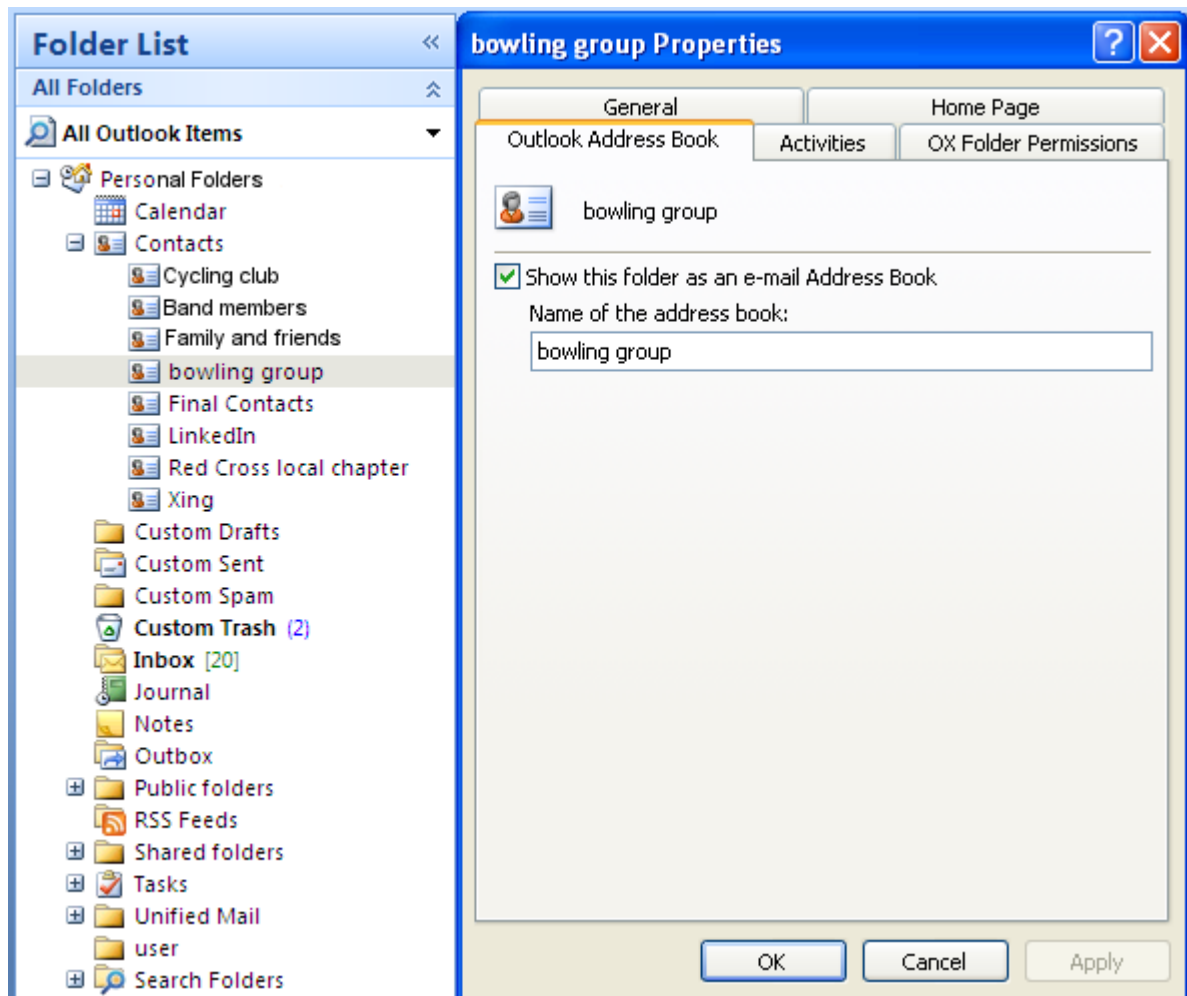 Folder List «
All Folders
All Outlook Items
Personal Folders
Calendar
Contacts
Cycling club
Band members
Family and friends
bowling group
Final Contacts
LinkedIn
Red Cross local chapter
Xing
Custom Drafts
Custom Sent
Custom Spam
Custom Trash (2)
Inbox [20]
Journal
Notes
Outbox
Public folders
RSS Feeds
Shared folders
Tasks
Unified Mail
user
Search Folders
bowling group Properties ?
General Home Page
Outlook Address Book Activities OX Folder Permissions
bowling group
Show this folder as an e-mail Address Book
Name of the address book:
bowling group
OK Cancel Apply